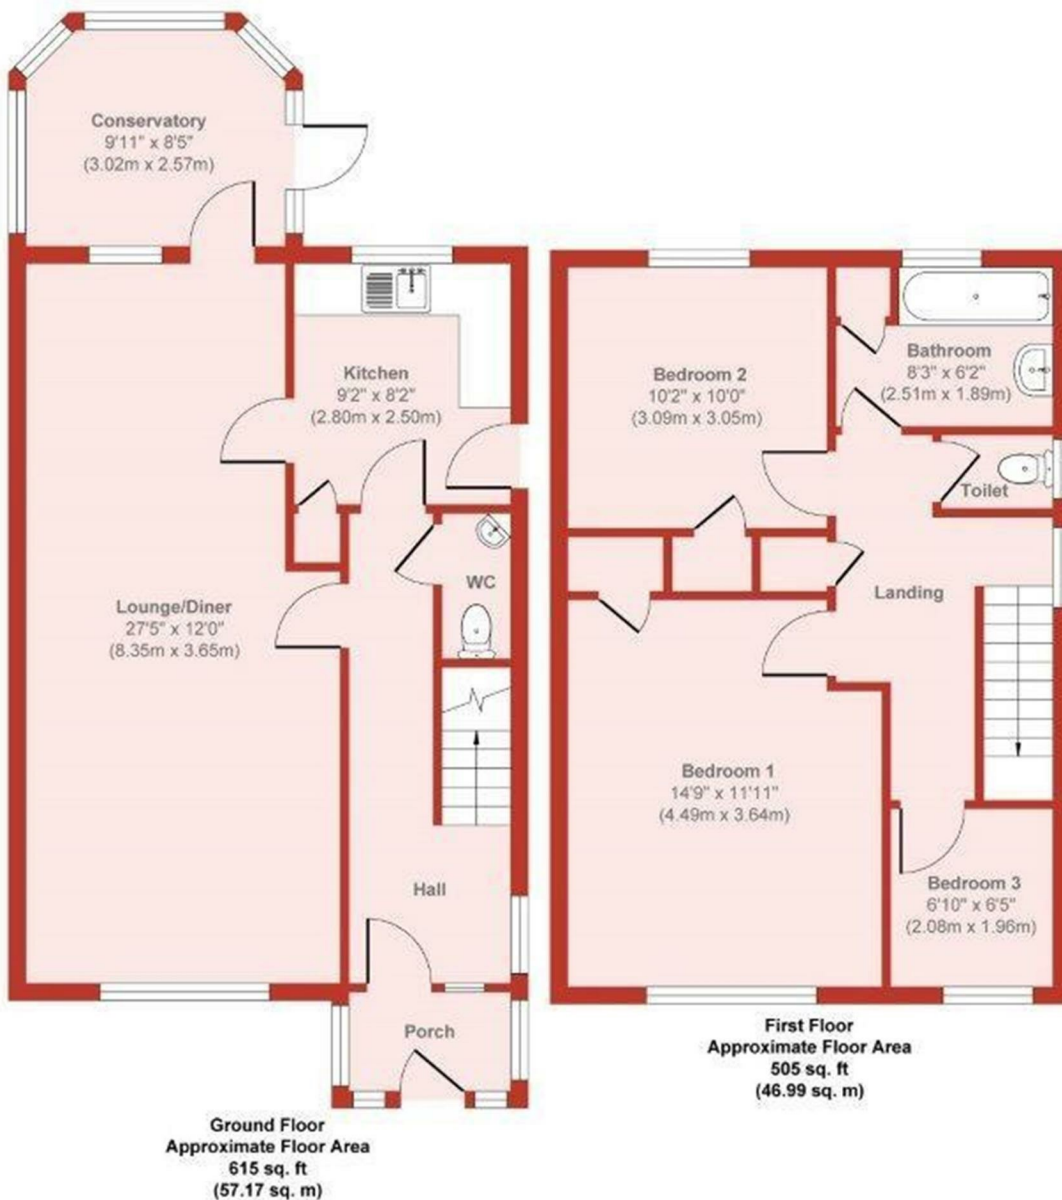 Conservatory
9'11" x 8'5"
(3.02m x 2.57m)
Kitchen
9'2" x 8'2"
(2.80m x 2.50m)
Lounge/Diner
27'5" x 12'0"
(8.35m x 3.65m)
WC
Hall
Porch
Ground Floor
Approximate Floor Area
615 sq. ft
(57.17 sq. m)
Bedroom 2
10'2" x 10'0"
(3.09m x 3.05m)
Bathroom
8'3" x 6'2"
(2.51m x 1.89m)
Toilet
Landing
Bedroom 1
14'9" x 11'11"
(4.49m x 3.64m)
Bedroom 3
6'10" x 6'5"
(2.08m x 1.96m)
First Floor
Approximate Floor Area
505 sq. ft
(46.99 sq. m)